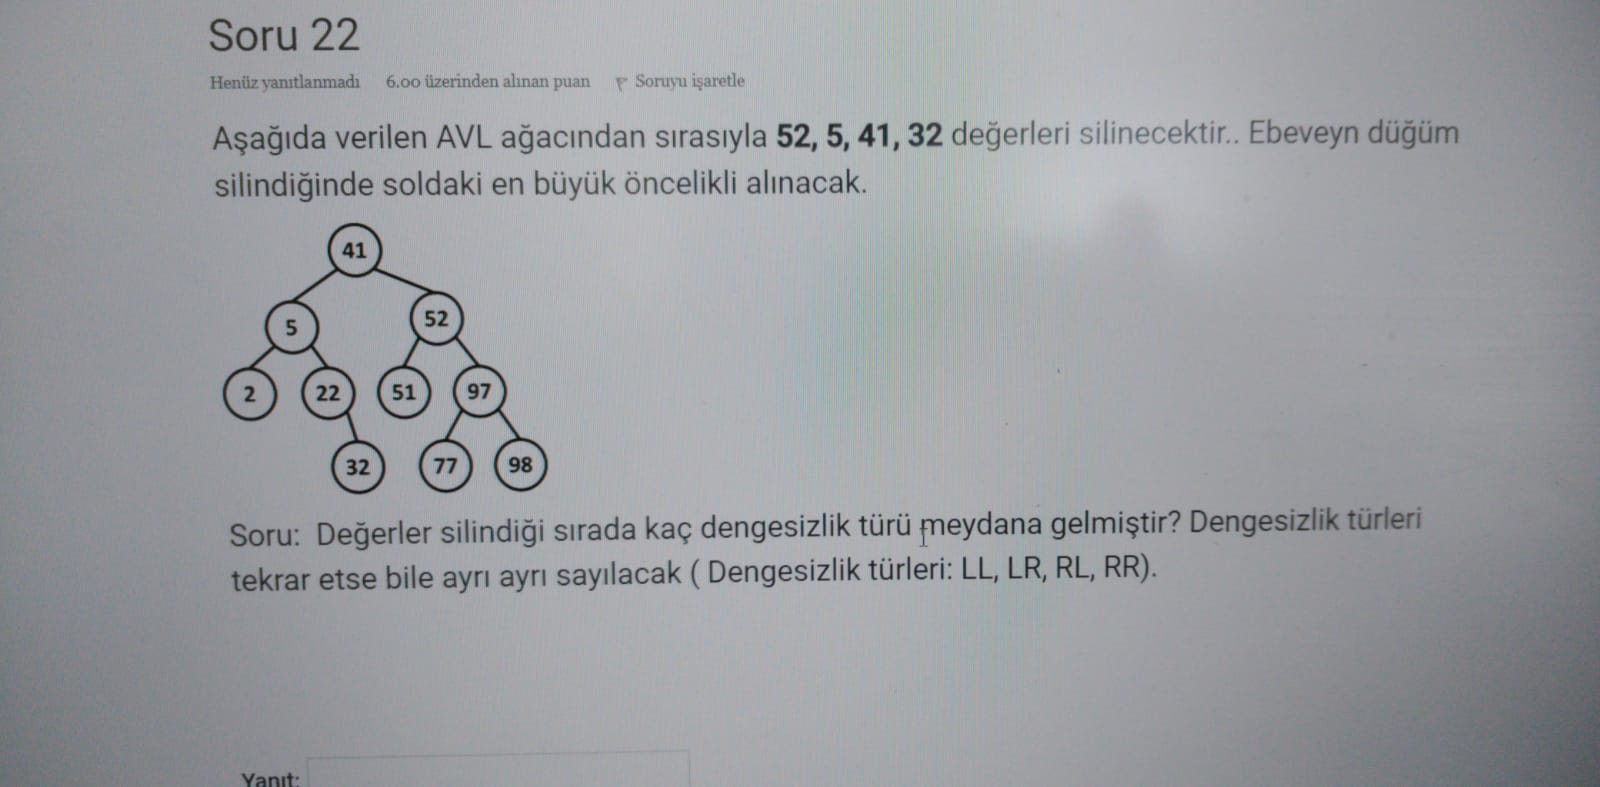 Soru 22
Henüz yanıtlanmadı 6.00 üzerinden alınan puan Soruyu işaretle
Aşağıda verilen AVL ağacından sırasıyla 52, 5, 41, 32 değerleri silinecektir.. Ebeveyn düğüm
silindiğinde soldaki en büyük öncelikli alınacak.
41
5 52
2 22 51 97
32 77 98
Soru: Değerler silindiği sırada kaç dengesizlik türü meydana gelmiştir? Dengesizlik türleri
tekrar etse bile ayrı ayrı sayılacak ( Dengesizlik türleri: LL, LR, RL, RR).
Yanıt: